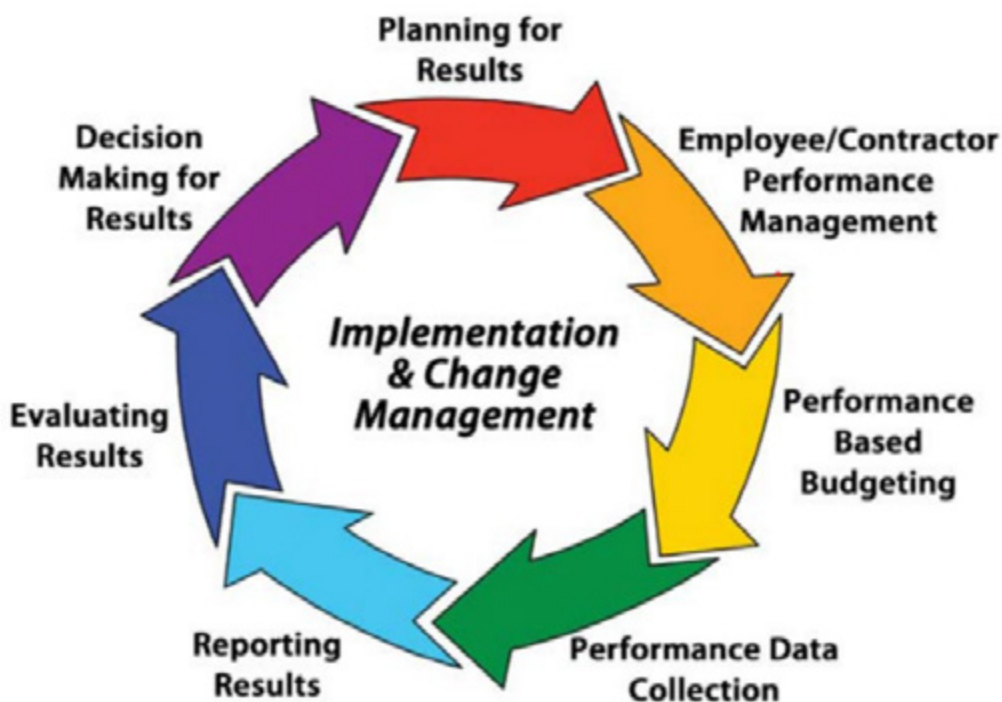 Planning for
Results
Employee/Contractor
Performance
Management
Performance
Based
Budgeting
Performance Data
Collection
Reporting
Results
Evaluating
Results
Decision
Making for
Results
Implementation
& Change
Management